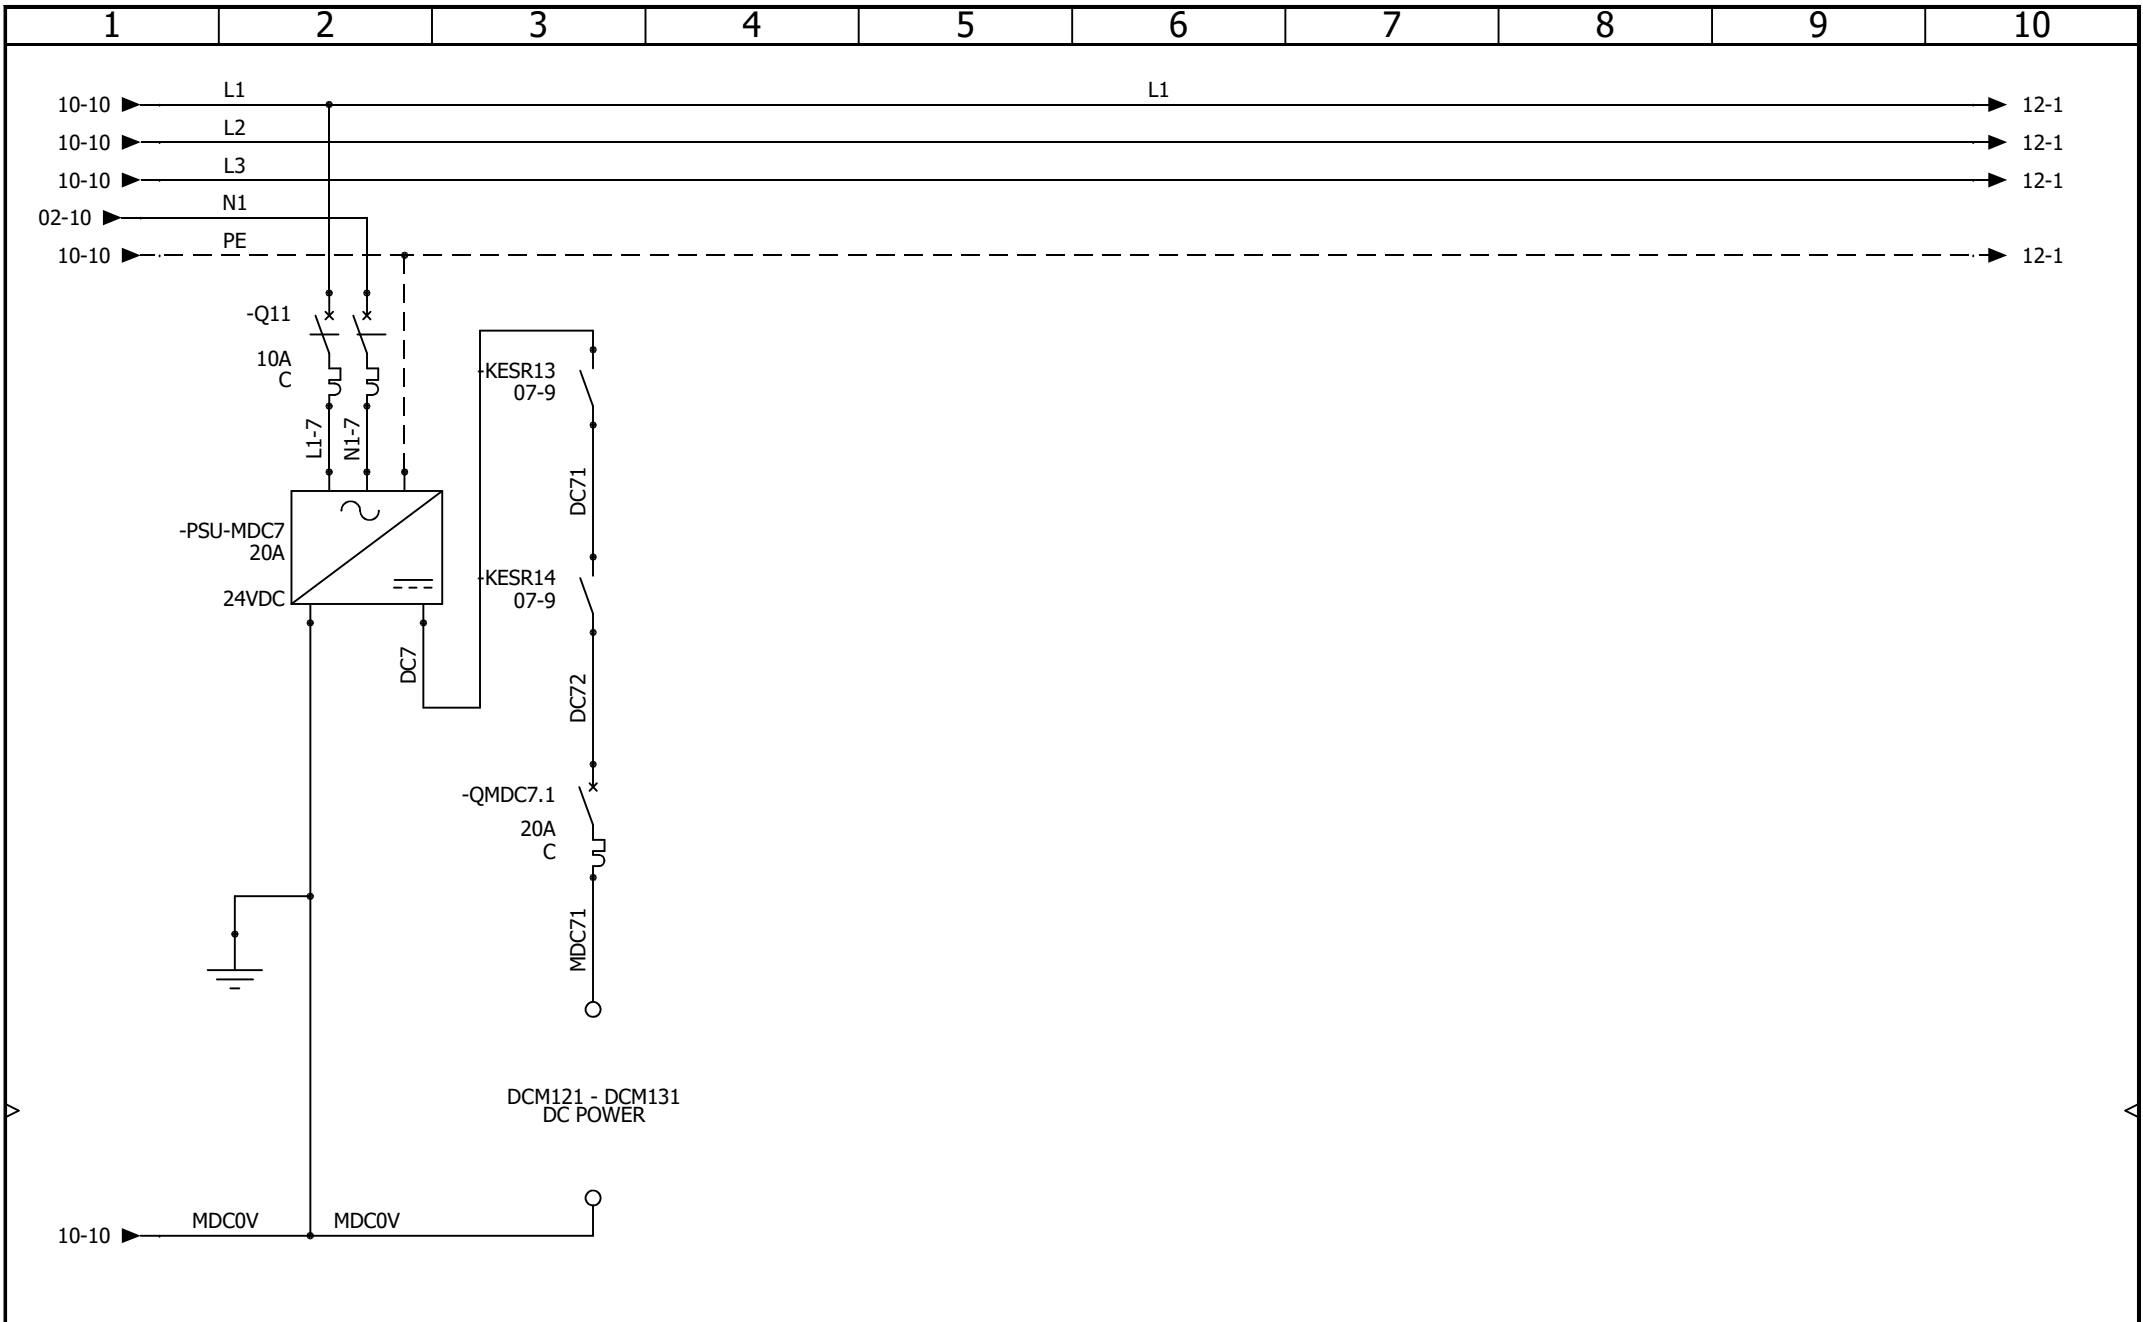 1 2 3 4 5 6 7 8 9 10
10-10 L1 L1 12-1
10-10 L2 12-1
10-10 L3 12-1
02-10 N1
10-10 PE 12-1
-Q11
10A
C
L1-7
N1-7
-KESR13
07-9
DC71
-PSU-MDC7
20A
24VDC
-KESR14
07-9
DC7
DC72
-QMDC7.1
20A
C
MDC71
DCM121 - DCM131
DC POWER
10-10 MDC0V MDC0V